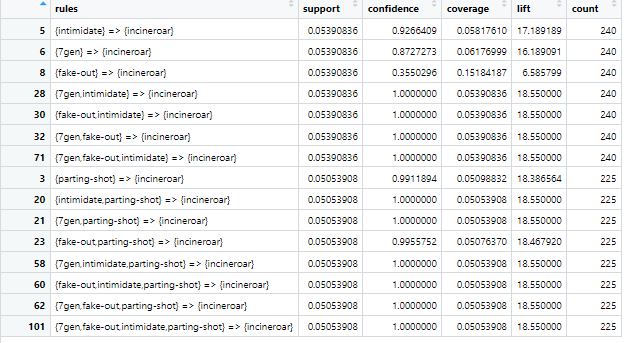 rules support confidence coverage lift count
5 {intimidate} => {incineroar} 0.05390836 0.9266409 0.05817610 17.189189 240
6 {7gen} => {incineroar} 0.05390836 0.8727273 0.06176999 16.189091 240
8 {fake-out} => {incineroar} 0.05390836 0.3550296 0.15184187 6.585799 240
28 {7gen,intimidate} => {incineroar} 0.05390836 1.0000000 0.05390836 18.550000 240
30 {fake-out,intimidate} => {incineroar} 0.05390836 1.0000000 0.05390836 18.550000 240
32 {7gen,fake-out} => {incineroar} 0.05390836 1.0000000 0.05390836 18.550000 240
71 {7gen,fake-out,intimidate} => {incineroar} 0.05390836 1.0000000 0.05390836 18.550000 240
3 {parting-shot} => {incineroar} 0.05053908 0.9911894 0.05098832 18.386564 225
20 {intimidate,parting-shot} => {incineroar} 0.05053908 1.0000000 0.05053908 18.550000 225
21 {7gen,parting-shot} => {incineroar} 0.05053908 1.0000000 0.05053908 18.550000 225
23 {fake-out,parting-shot} => {incineroar} 0.05053908 0.9955752 0.05076370 18.467920 225
58 {7gen,intimidate,parting-shot} => {incineroar} 0.05053908 1.0000000 0.05053908 18.550000 225
60 {fake-out,intimidate,parting-shot} => {incineroar} 0.05053908 1.0000000 0.05053908 18.550000 225
62 {7gen,fake-out,parting-shot} => {incineroar} 0.05053908 1.0000000 0.05053908 18.550000 225
101 {7gen,fake-out,intimidate,parting-shot} => {incineroar} 0.05053908 1.0000000 0.05053908 18.550000 225